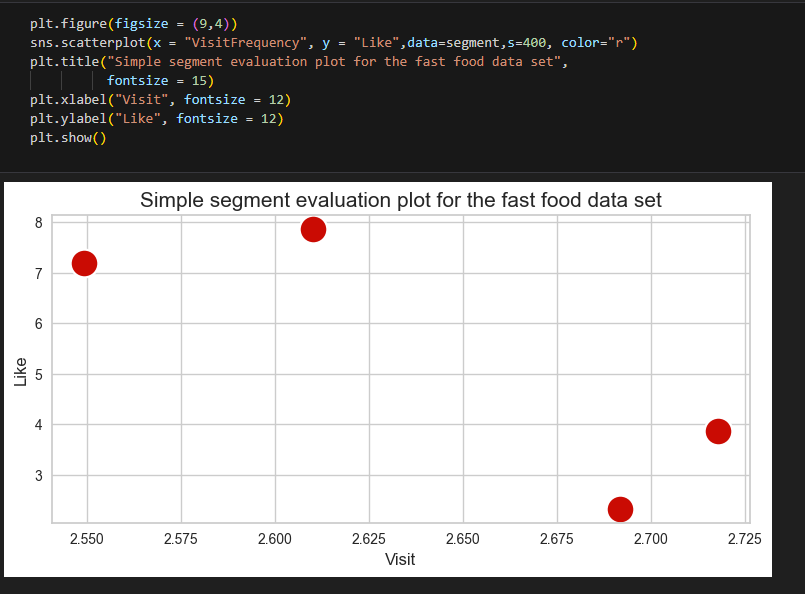 plt.figure(figsize = (9,4))
sns.scatterplot(x = "VisitFrequency", y = "Like",data=segment,s=400, color="r")
plt.title("Simple segment evaluation plot for the fast food data set",
          fontsize = 15)
plt.xlabel("Visit", fontsize = 12)
plt.ylabel("Like", fontsize = 12)
plt.show()
Simple segment evaluation plot for the fast food data set
8
7
6
Like
5
4
3
2.550 2.575 2.600 2.625 2.650 2.675 2.700 2.725
Visit